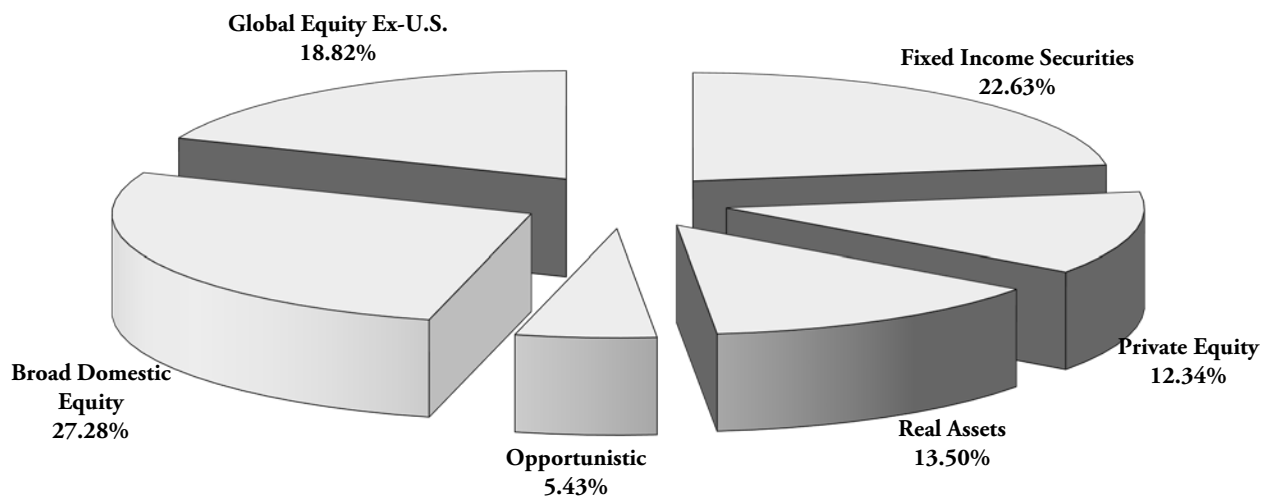 Global Equity Ex-U.S.
18.82%
Fixed Income Securities
22.63%
Private Equity
12.34%
Broad Domestic
Equity
27.28%
Real Assets
13.50%
Opportunistic
5.43%